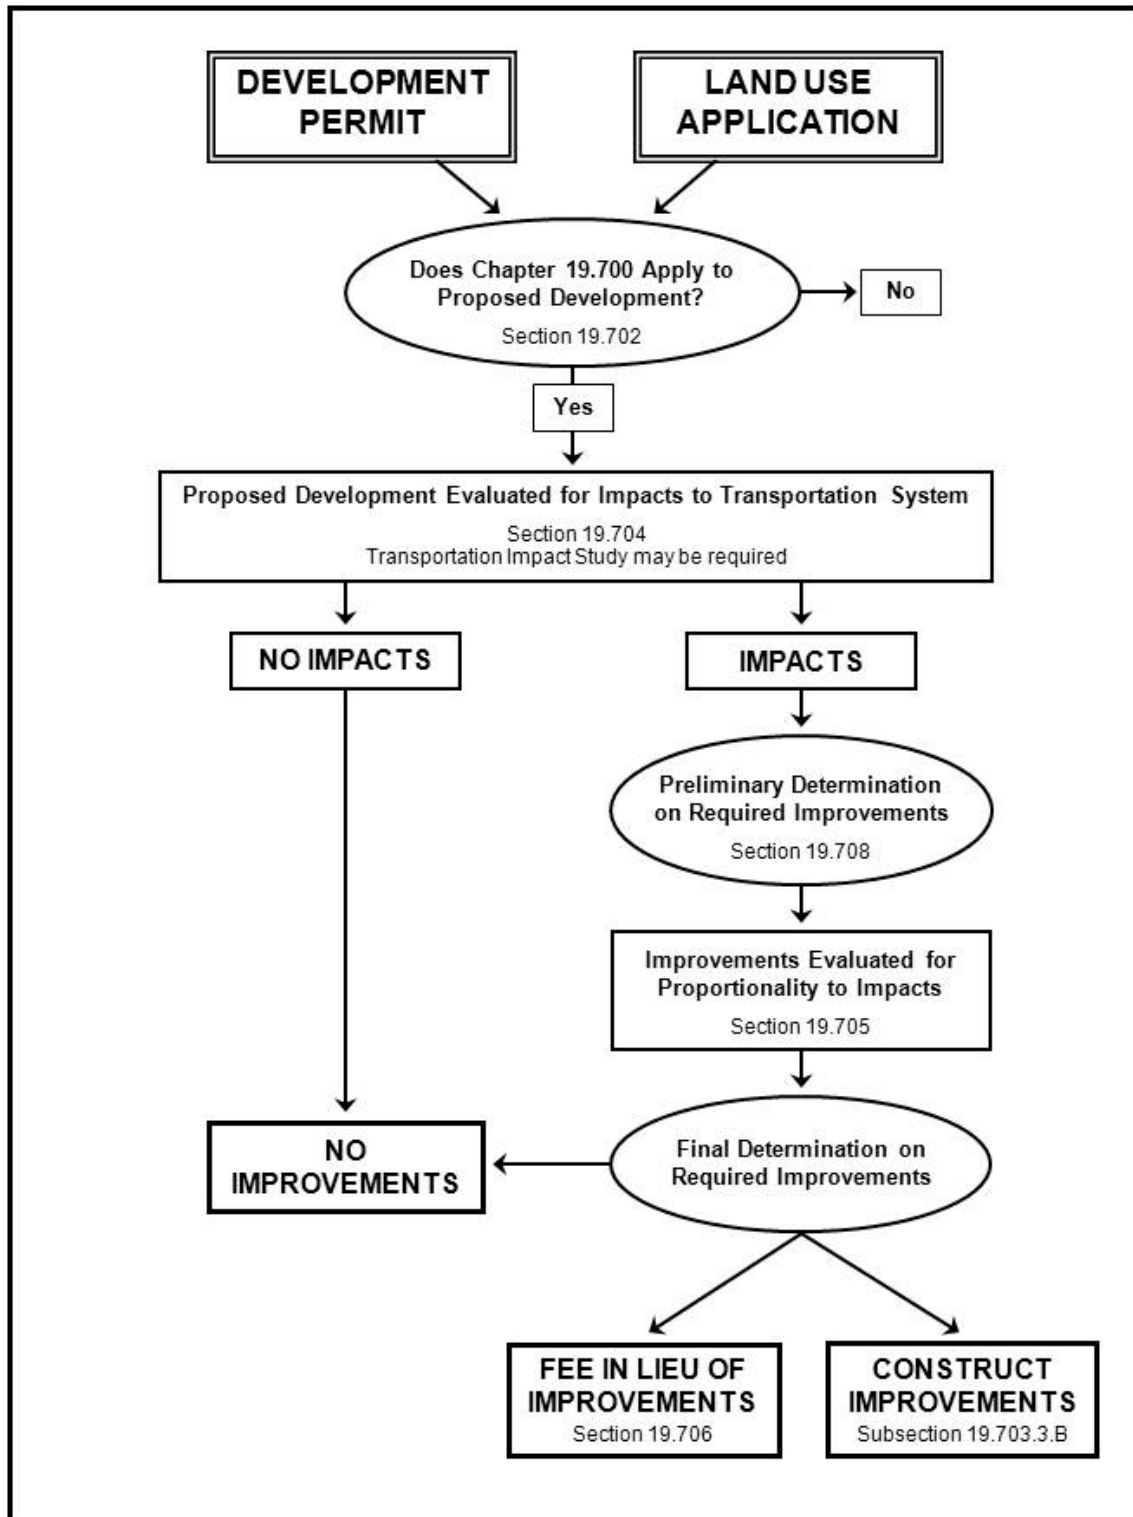 DEVELOPMENT
PERMIT
LAND USE
APPLICATION
Does Chapter 19.700 Apply to
Proposed Development?
Section 19.702
No
Yes
Proposed Development Evaluated for Impacts to Transportation System
Section 19.704
Transportation Impact Study may be required
NO IMPACTS
IMPACTS
Preliminary Determination
on Required Improvements
Section 19.708
Improvements Evaluated for
Proportionality to Impacts
Section 19.705
NO
IMPROVEMENTS
Final Determination on
Required Improvements
FEE IN LIEU OF
IMPROVEMENTS
Section 19.706
CONSTRUCT
IMPROVEMENTS
Subsection 19.703.3.B